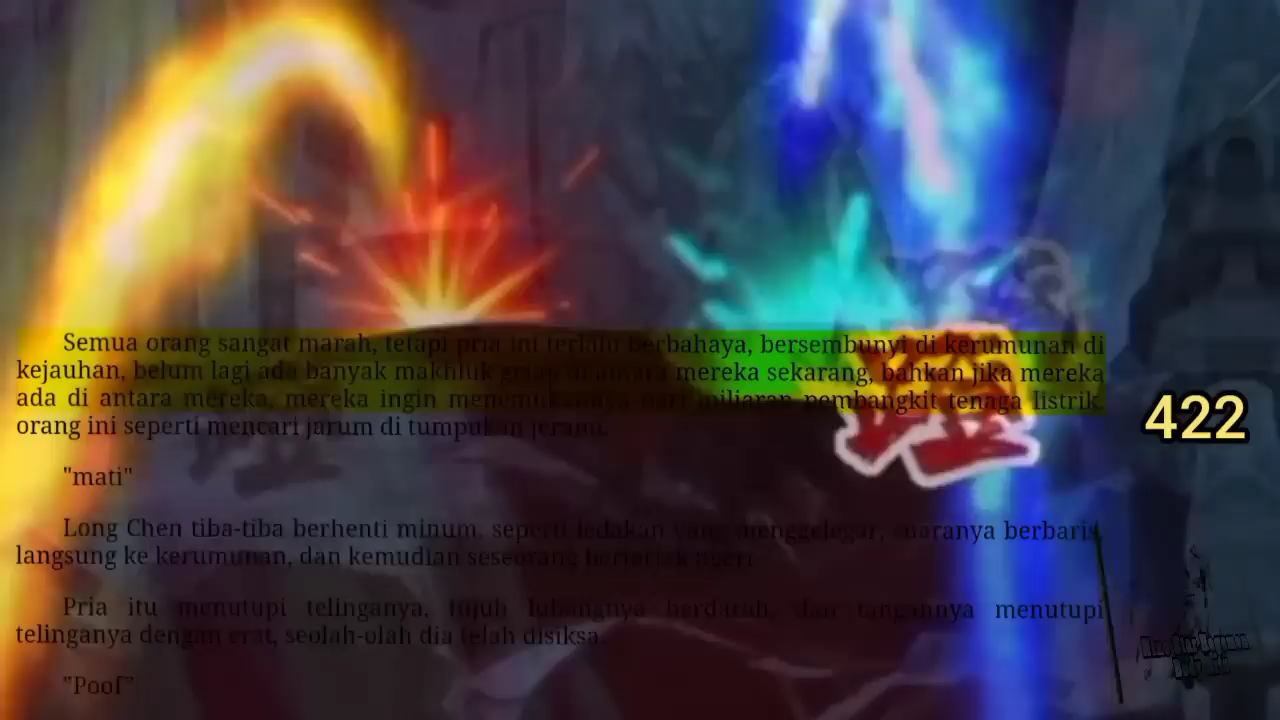 Semua orang sangat marah, tetapi pria ini terlalu berbahaya, bersembunyi di kerumunan di
kejauhan, belum lagi ada banyak makhluk gelap di antara mereka sekarang, bahkan jika mereka
ada di antara mereka, mereka ingin menemukannya dari miliaran pembangkit tenaga listrik.
orang ini seperti mencari jarum di tumpukan jerami.
422
"mati"
Long Chen tiba-tiba berhenti minum, seperti ledakan yang menggelegar, suaranya berbaris
langsung ke kerumunan, dan kemudian seseorang berteriak ngeri.
Pria itu menutupi telinganya, tujuh lubangnya berdarah, dan tangannya menutupi
telinganya dengan erat, seolah-olah dia telah disiksa.
"Poof"